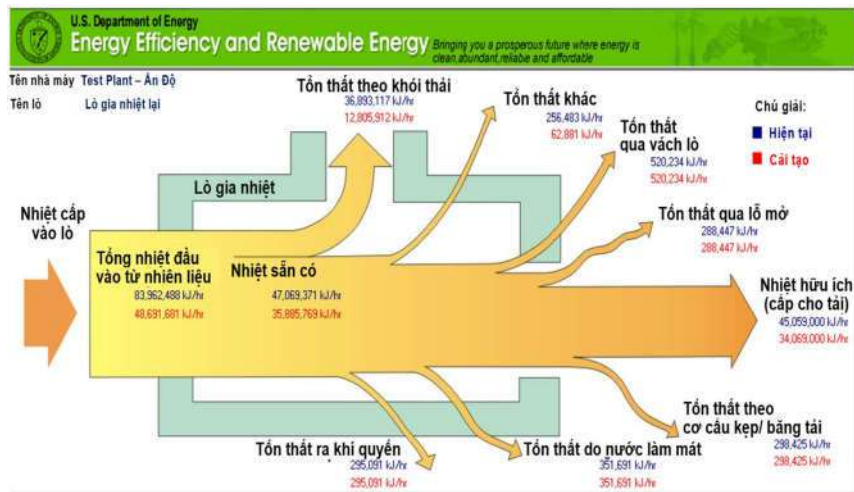 U.S. Department of Energy
Energy Efficiency and Renewable Energy
Bringing you a prosperous future where energy is
clean,abundant,reliable and affordable
Tên nhà máy Test Plant – Ấn Độ
Tên lò Lò gia nhiệt lại
Tổn thất theo khói thải
36,893,117 kJ/hr
12,805,912 kJ/hr
Tổn thất khác
256,483 kJ/hr
62,881 kJ/hr
Tổn thất
qua vách lò
520,234 kJ/hr
520,234 kJ/hr
Chú giải:
Hiện tại
Cải tạo
Lò gia nhiệt
Nhiệt cấp
vào lò
Tổn thất qua lỗ mở
288,447 kJ/hr
288,447 kJ/hr
Tổng nhiệt đầu
vào từ nhiên liệu
83,962,488 kJ/hr
48,691,681 kJ/hr
Nhiệt sẵn có
47,069,371 kJ/hr
35,885,769 kJ/hr
Nhiệt hữu ích
(cấp cho tải)
45,059,000 kJ/hr
34,069,000 kJ/hr
Tổn thất theo
cơ cấu kẹp/ băng tải
298,425 kJ/hr
298,425 kJ/hr
Tổn thất ra khí quyển
295,091 kJ/hr
295,091 kJ/hr
Tổn thất do nước làm mát
351,691 kJ/hr
351,691 kJ/hr